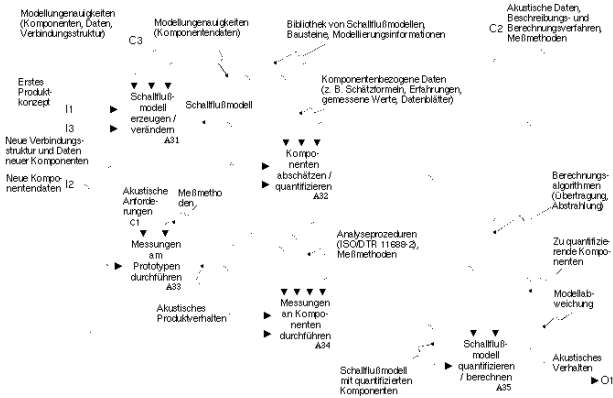 Modellungenauigkeiten
(Komponenten, Daten,
Verbindungsstruktur)
C3
Modellungenauigkeiten
(Komponentendaten)
Bibliothek von Schallflußmodellen,
Bausteine, Modellierungsinformationen
Akustische Daten,
Beschreibungs- und
C2 Berechnungsverfahren,
Meßmethoden
Erstes
Produkt-
konzept
I1
I3
Schallfluß-
modell
erzeugen /
verändern
A31
Schallflußmodell
Komponentenbezogene Daten
(z. B. Schätzformeln, Erfahrungen,
gemessene Werte, Datenblätter)
Neue Verbindungs-
struktur und Daten
neuer Komponenten
Neue Kompo-
nentendaten
I2
Kompo-
nenten
abschätzen /
quantifizieren
A32
Akustische
Anforde-
rungen
C1
Meßmetho
den
Berechnungs-
algorithmen
(Übertragung,
Abstrahlung)
Messungen
am
Prototypen
durchführen
A33
Analyseprozeduren
(ISO/DTR 11688-2),
Meßmethoden
Zu quantifizie-
rende Kompo-
nenten
Akustisches
Produktverhalten
Messungen
an Kompo-
nenten
durchführen
A34
Modellab-
weichung
Schallfluß-
modell
quantifizieren
/ berechnen
A35
Schallflußmodell
mit quantifizierten
Komponenten
Akustisches
Verhalten
O1